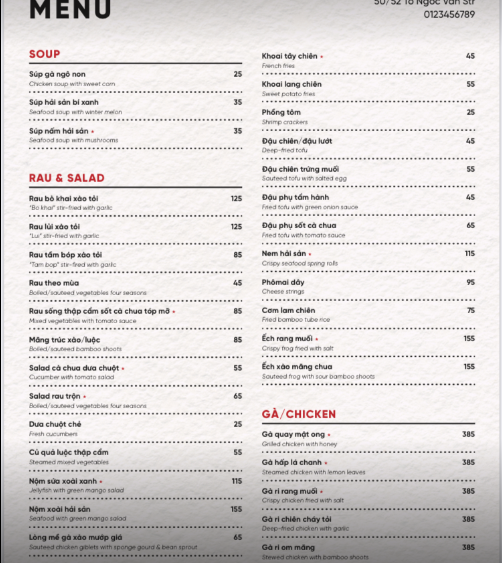 MENU
50/52 Tô Ngọc Vân Str
0123456789
SOUP
Súp gà ngô non 25
Chicken soup with sweet corn
Súp hải sản bí xanh 35
Seafood soup with winter melon
Súp nấm hải sản 35
Seafood soup with mushrooms
RAU & SALAD
Rau bò khai xào tỏi 125
"Bo khai" stir-fried with garlic
Rau lủi xào tỏi 125
"Lui" stir-fried with garlic
Rau tầm bóp xào tỏi 85
"Tam bop" stir-fried with garlic
Rau theo mùa 45
Boiled/sauteed vegetables four seasons
Rau sống thập cẩm sốt cà chua tóp mỡ 85
Mixed vegetables with tomato sauce
Măng trúc xào/luộc 85
Boiled/sauteed bamboo shoots
Salad cà chua dưa chuột 55
Cucumber with tomato salad
Salad rau trộn 65
Boiled/sauteed vegetables four seasons
Dưa chuột chẻ 25
Fresh cucumbers
Củ quả luộc thập cẩm 55
Steamed mixed vegetables
Nộm sứa xoài xanh 115
Jellyfish with green mango salad
Nộm xoài hải sản 155
Seafood with green mango salad
Lòng mề gà xào mướp giá 65
Sauteed chicken giblets with sponge gourd & bean sprout
Khoai tây chiên 45
French fries
Khoai lang chiên 55
Sweet potato fries
Phồng tôm 25
Shrimp crackers
Đậu chiên/đậu lướt 45
Deep-fried tofu
Đậu chiên trứng muối 55
Sauteed tofu with salted egg
Đậu phụ tẩm hành 45
Fried tofu with green onion sauce
Đậu phụ sốt cà chua 65
Fried tofu with tomato sauce
Nem hải sản 115
Crispy seafood spring rolls
Phômai dây 95
Cheese strings
Cơm lam chiên 75
Fried bamboo tube rice
Ếch rang muối 155
Crispy frog fried with salt
Ếch xào măng chua 155
Sauteed frog with sour bamboo shoots
GÀ/CHICKEN
Gà quay mật ong 385
Grilled chicken with honey
Gà hấp lá chanh 385
Steamed chicken with lemon leaves
Gà ri rang muối 385
Crispy chicken fried with salt
Gà ri chiên cháy tỏi 385
Deep-fried chicken with garlic
Gà ri om măng 385
Stewed chicken with bamboo shoots